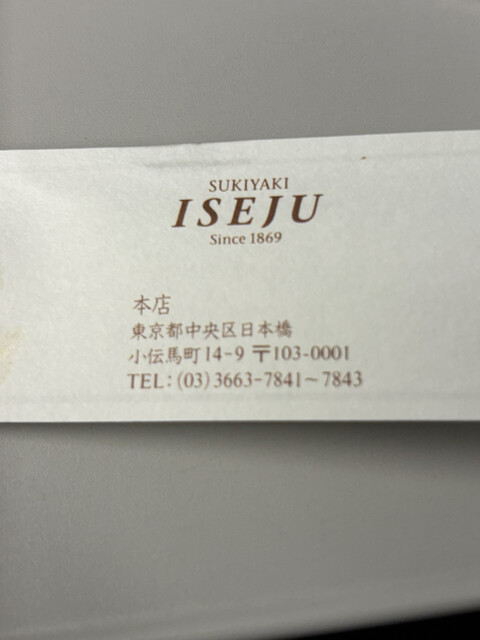 SUKIYAKI
ISEJU
Since 1869
本店
東京都中央区日本橋
小伝馬町14-9 〒103-0001
TEL:(03)3663-7841~7843